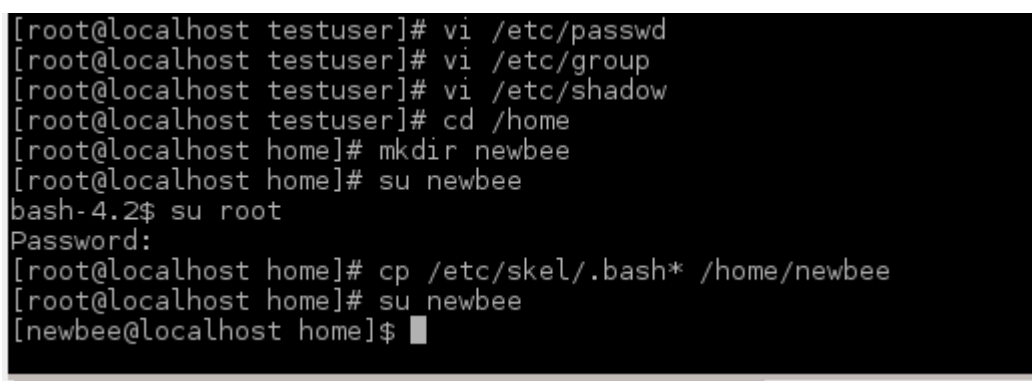 [root@localhost testuser]# vi /etc/passwd
[root@localhost testuser]# vi /etc/group
[root@localhost testuser]# vi /etc/shadow
[root@localhost testuser]# cd /home
[root@localhost home]# mkdir newbee
[root@localhost home]# su newbee
bash-4.2$ su root
Password:
[root@localhost home]# cp /etc/skel/.bash* /home/newbee
[root@localhost home]# su newbee
[newbee@localhost home]$